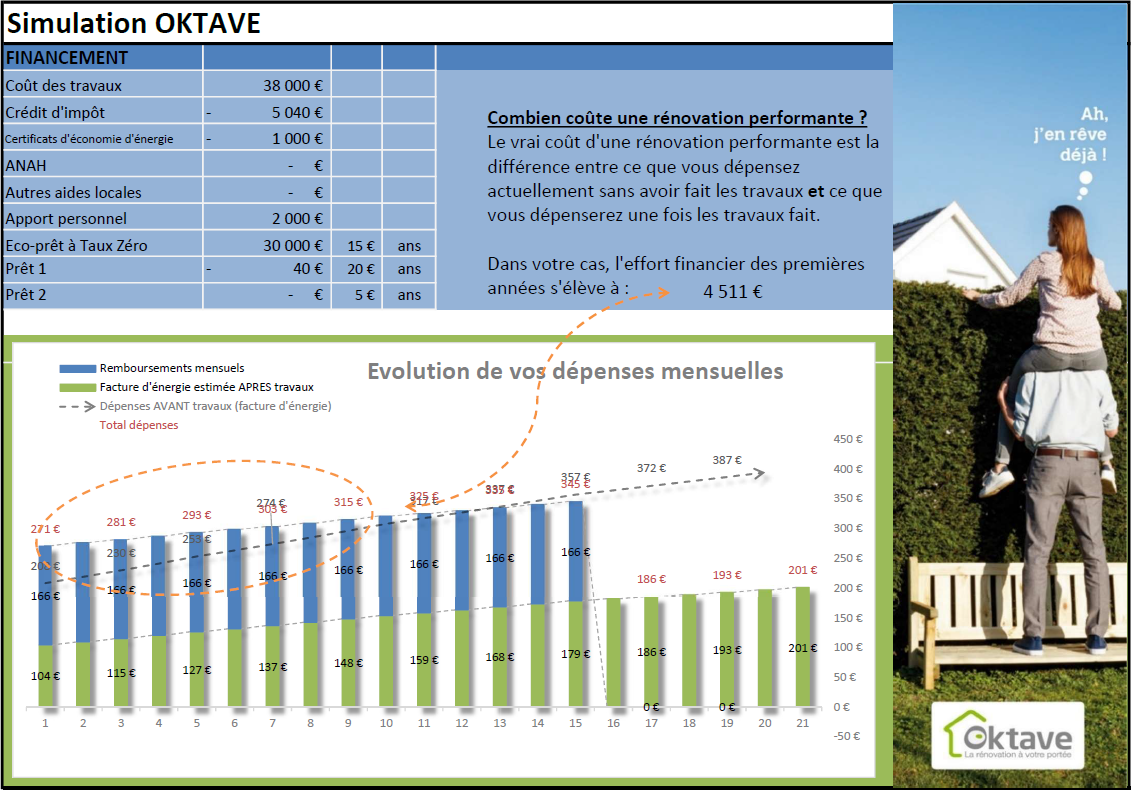 Simulation OKTAVE
FINANCEMENT
Coût des travaux 38 000 €
Crédit d'impôt - 5 040 €
Certificats d'économie d'énergie - 1 000 €
ANAH - €
Autres aides locales - €
Apport personnel 2 000 €
Eco-prêt à Taux Zéro 30 000 € 15 € ans
Prêt 1 - 40 € 20 € ans
Prêt 2 - € 5 € ans
Combien coûte une rénovation performante ?
Le vrai coût d'une rénovation performante est la
différence entre ce que vous dépensez
actuellement sans avoir fait les travaux et ce que
vous dépenserez une fois les travaux fait.
Dans votre cas, l'effort financier des premières
années s'élève à : 4 511 €
Ah,
j'en rêve
déjà !
Evolution de vos dépenses mensuelles
Remboursements mensuels
Facture d'énergie estimée APRES travaux
Dépenses AVANT travaux (facture d'énergie)
Total dépenses
450 €
400 €
350 €
300 €
250 €
200 €
150 €
100 €
50 €
0 €
-50 €
271 € 281 € 293 € 303 € 315 € 325 € 345 € 186 € 193 € 201 €
230 € 253 € 274 € 357 € 372 € 387 €
166 € 166 € 166 € 166 € 166 € 166 € 166 € 166 € 0 € 0 €
104 € 115 € 127 € 137 € 148 € 159 € 168 € 179 € 186 € 193 € 201 €
1 2 3 4 5 6 7 8 9 10 11 12 13 14 15 16 17 18 19 20 21
Oktave
La rénovation à votre portée